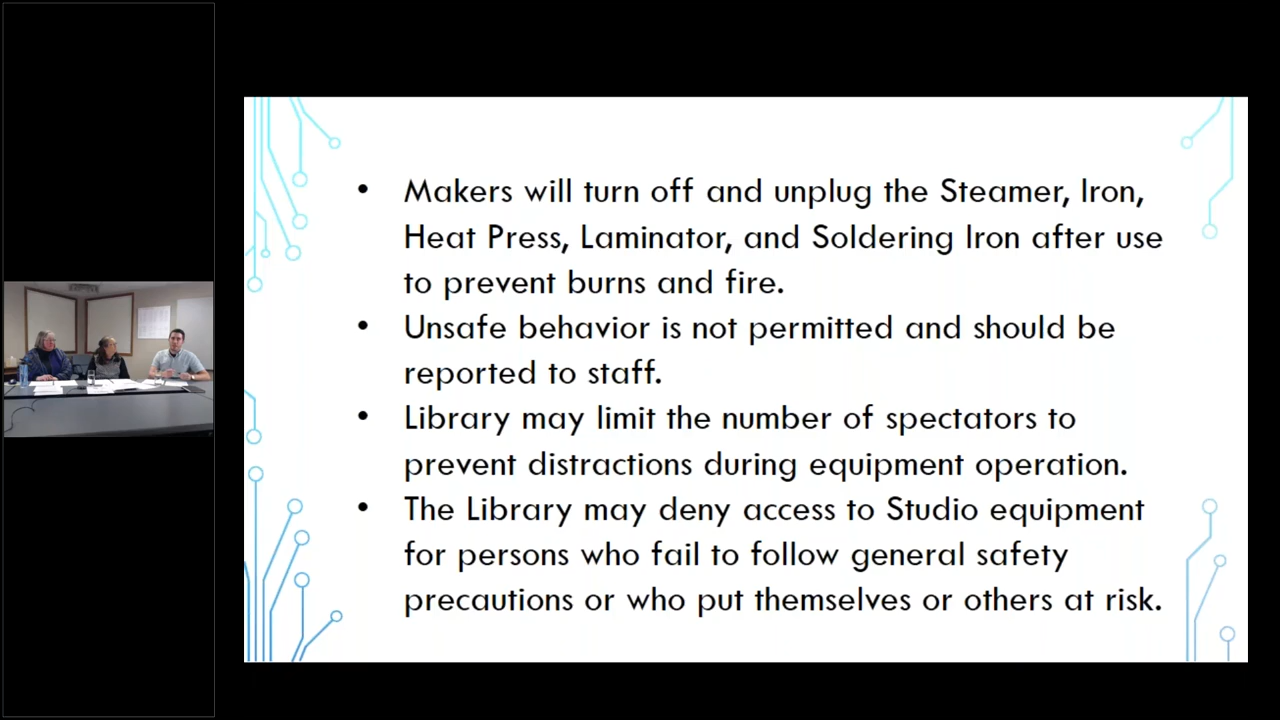 • Makers will turn off and unplug the Steamer, Iron,
Heat Press, Laminator, and Soldering Iron after use
to prevent burns and fire.
• Unsafe behavior is not permitted and should be
reported to staff.
• Library may limit the number of spectators to
prevent distractions during equipment operation.
• The Library may deny access to Studio equipment
for persons who fail to follow general safety
precautions or who put themselves or others at risk.